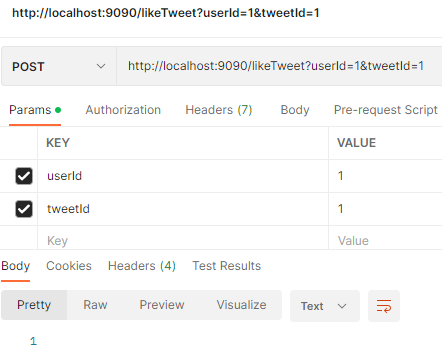 http://localhost:9090/likeTweet?userId=1&tweetId=1
POST http://localhost:9090/likeTweet?userId=1&tweetId=1
Params Authorization Headers (7) Body Pre-request Script
KEY VALUE
userId 1
tweetId 1
Key Value
Body Cookies Headers (4) Test Results
Pretty Raw Preview Visualize Text
1